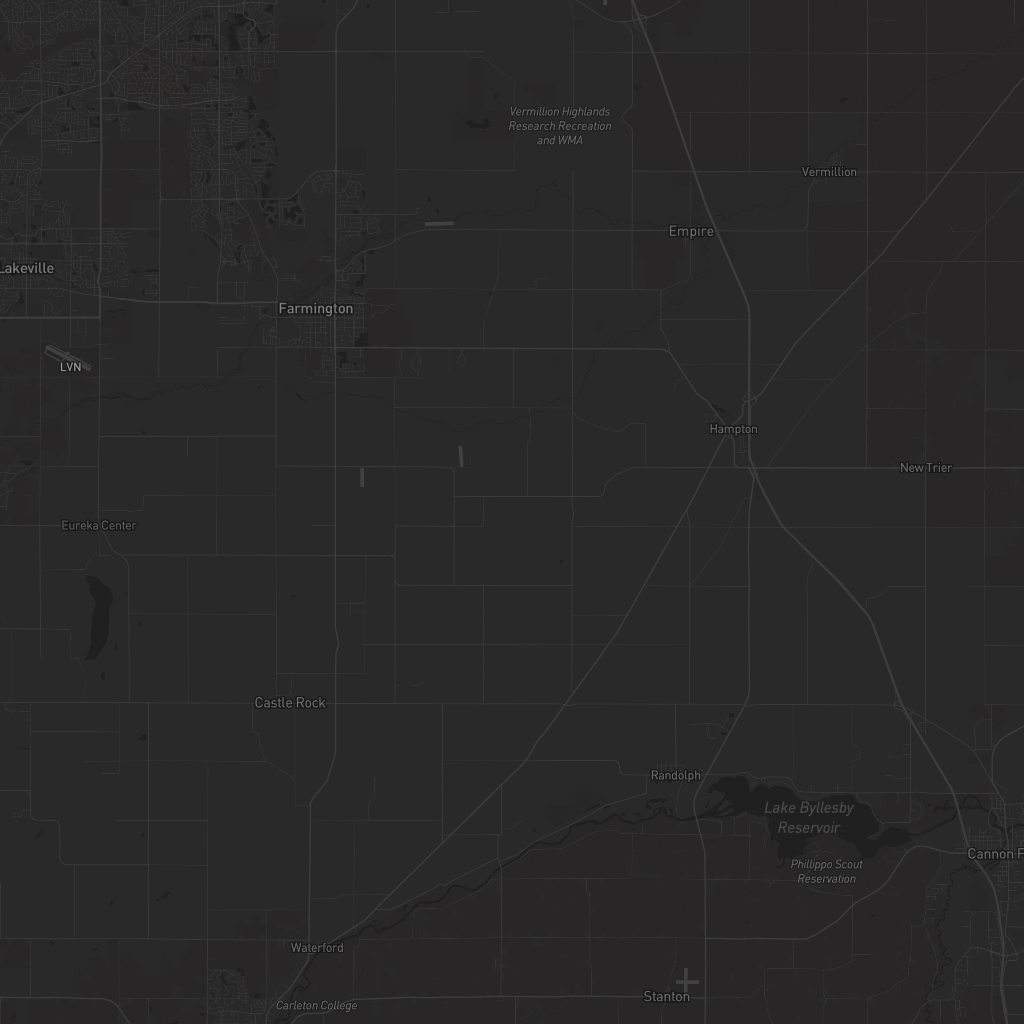 Vermillion Highlands
Research Recreation
and WMA
Vermillion
Empire
Lakeville
Farmington
LVN
Hampton
New Trier
Eureka Center
Castle Rock
Randolph
Lake Byllesby
Reservoir
Cannon F
Phillippo Scout
Reservation
Waterford
Stanton
Carleton College